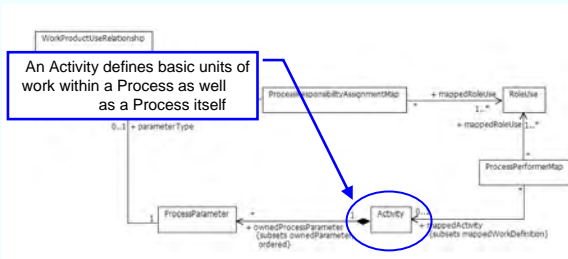 WorkProductUseRelationship
An Activity defines basic units of
work within a Process as well
as a Process itself
ProcessResponsibilityAssignmentMap
+ mappedRoleUse
RoleUse
*
1..*
+ mappedRoleUse
1..*
0..1
+ parameterType
*
ProcessPerformerMap
*
ProcessParameter
*
1
Activity
1
+ ownedProcessParameter
{subsets ownedParameter,
ordered}
+ mappedActivity
{subsets mappedWorkDefinition}